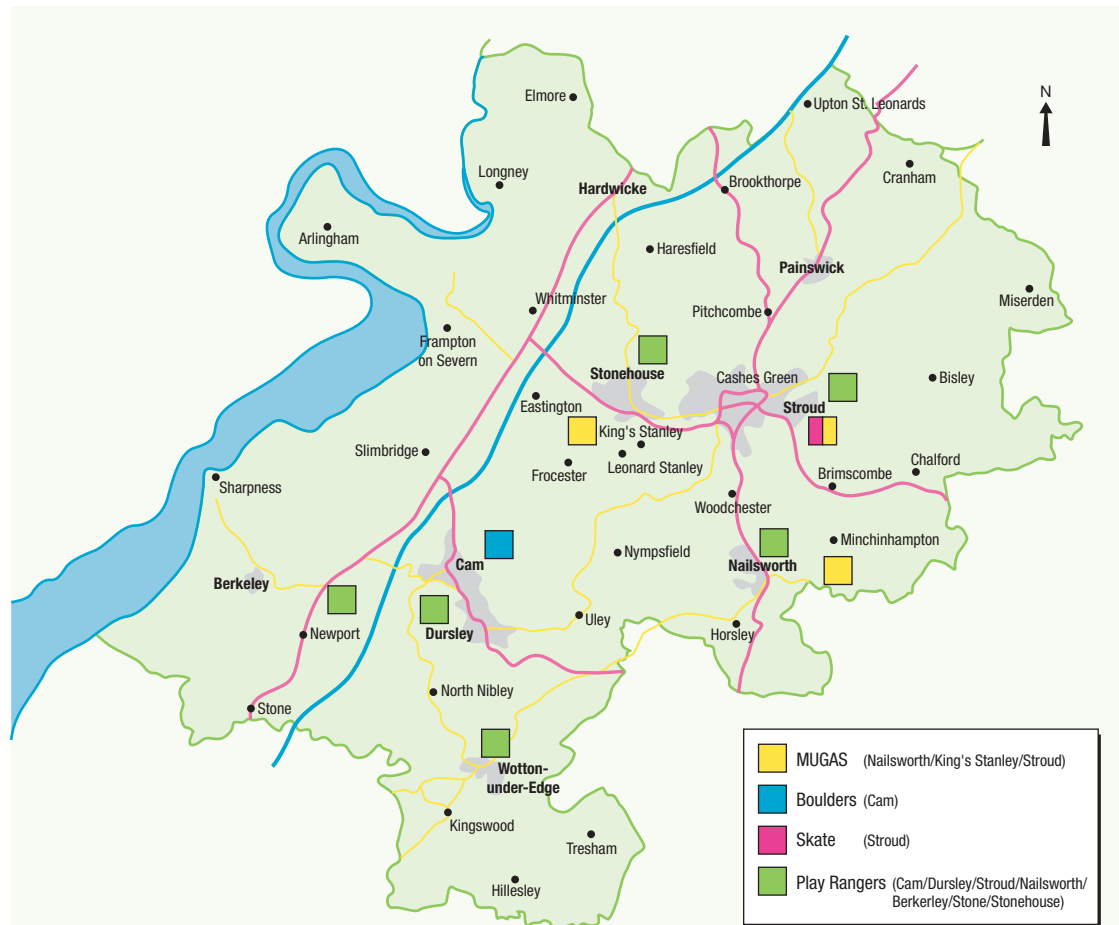 N
Elmore
Upton St. Leonards
Longney
Hardwicke
Brookthorpe
Cranham
Arlingham
Haresfield
Painswick
Miserden
Whitminster
Pitchcombe
Frampton
on Severn
Stonehouse
Cashes Green
Bisley
Eastington
Stroud
King's Stanley
Slimbridge
Leonard Stanley
Frocester
Chalford
Sharpness
Brimscombe
Woodchester
Minchinhampton
Nympsfield
Cam
Nailsworth
Berkeley
Uley
Horsley
Newport
Dursley
North Nibley
Stone
Wotton-
under-Edge
Kingswood
Tresham
Hillesley
MUGAS (Nailsworth/King's Stanley/Stroud)
Boulders (Cam)
Skate (Stroud)
Play Rangers (Cam/Dursley/Stroud/Nailsworth/
Berkerley/Stone/Stonehouse)